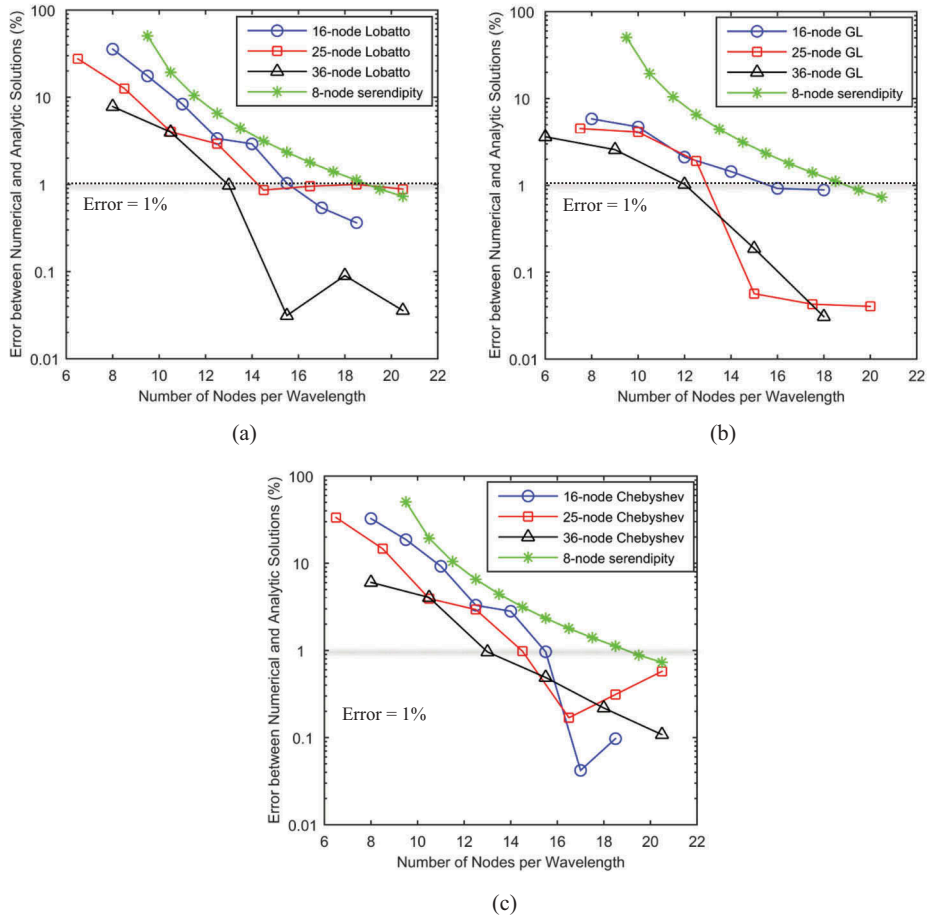 100
10
1
0.1
0.01
Error between Numerical and Analytic Solutions (%)
16-node Lobatto
25-node Lobatto
36-node Lobatto
8-node serendipity
Error = 1%
6 8 10 12 14 16 18 20 22
Number of Nodes per Wavelength
(a)
100
10
1
0.1
0.01
Error between Numerical and Analytic Solutions (%)
16-node GL
25-node GL
36-node GL
8-node serendipity
Error = 1%
6 8 10 12 14 16 18 20 22
Number of Nodes per Wavelength
(b)
100
10
1
0.1
0.01
Error between Numerical and Analytic Solutions (%)
16-node Chebyshev
25-node Chebyshev
36-node Chebyshev
8-node serendipity
Error = 1%
6 8 10 12 14 16 18 20 22
Number of Nodes per Wavelength
(c)